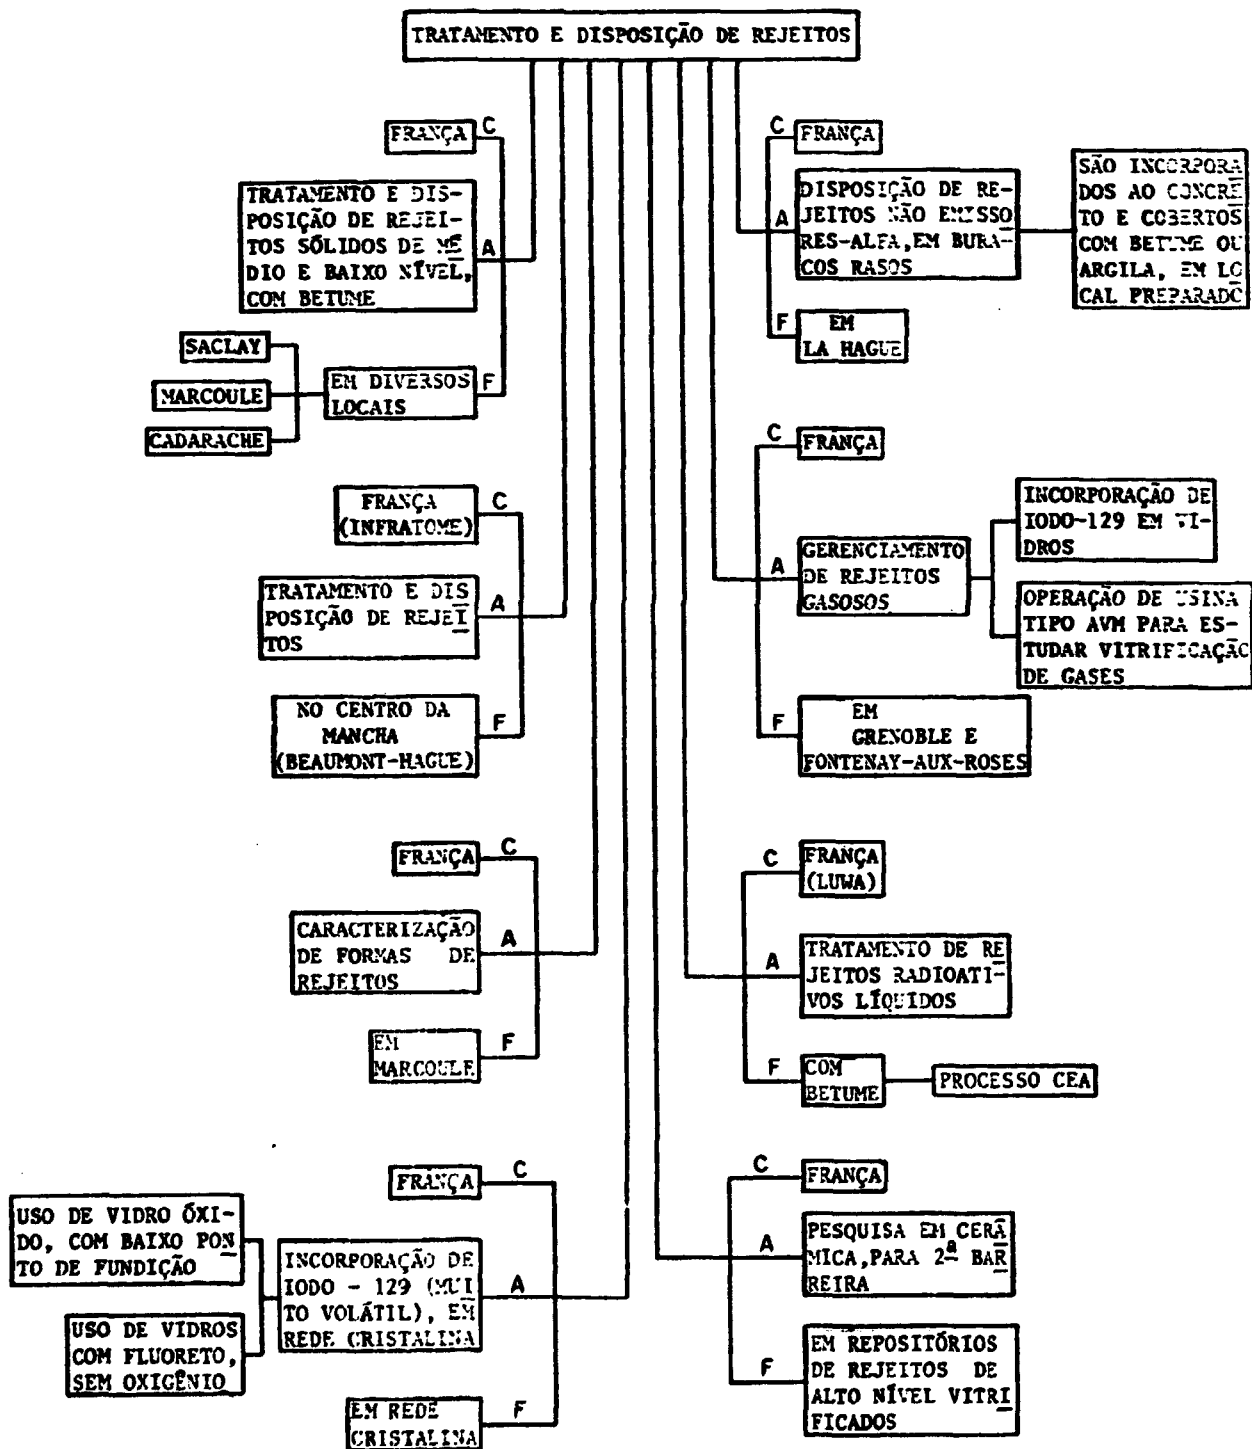 TRATAMENTO E DISPOSIÇÃO DE REJEITOS
C
FRANÇA
TRATAMENTO E DIS-
POSIÇÃO DE REJEI-
TOS SÓLIDOS DE MÉ
DIO E BAIXO NÍVEL,
COM BETUME
A
SACLAY
MARCOULE
CADARACHE
EM DIVERSOS
LOCAIS
F
FRANÇA
(INFRATOME)
C
TRATAMENTO E DIS
POSIÇÃO DE REJEI
TOS
A
NO CENTRO DA
MANCHA
(BEAUMONT-HAGUE)
F
FRANÇA
C
CARACTERIZAÇÃO
DE FORMAS DE
REJEITOS
A
EM
MARCOULE
F
FRANÇA
C
USO DE VIDRO ÓXI-
DO, COM BAIXO PON
TO DE FUNDIÇÃO
USO DE VIDROS
COM FLUORETO,
SEM OXIGÊNIO
INCORPORAÇÃO DE
IODO - 129 (MUI
TO VOLÁTIL), EM
REDE CRISTALINA
A
EM REDE
CRISTALINA
F
C
FRANÇA
A
DISPOSIÇÃO DE RE-
JEITOS NÃO EMISSO
RES-ALFA, EM BURA-
COS RASOS
SÃO INCORPORA
DOS AO CONCRE
TO E COBERTOS
COM BETUME OU
ARGILA, EM LO
CAL PREPARADO
F
EM
LA HAGUE
C
FRANÇA
A
GERENCIAMENTO
DE REJEITOS
GASOSOS
INCORPORAÇÃO DE
IODO-129 EM VI-
DROS
OPERAÇÃO DE USINA
TIPO AVM PARA ES-
TUDAR VITRIFICAÇÃO
DE GASES
F
EM
GRENOBLE E
FONTENAY-AUX-ROSES
C
FRANÇA
(LUWA)
A
TRATAMENTO DE RE
JEITOS RADIOATI-
VOS LÍQUIDOS
F
COM
BETUME
PROCESSO CEA
C
FRANÇA
A
PESQUISA EM CERÂ
MICA, PARA 2ª BAR
REIRA
F
EM REPOSITÓRIOS
DE REJEITOS DE
ALTO NÍVEL VITRI
FICADOS